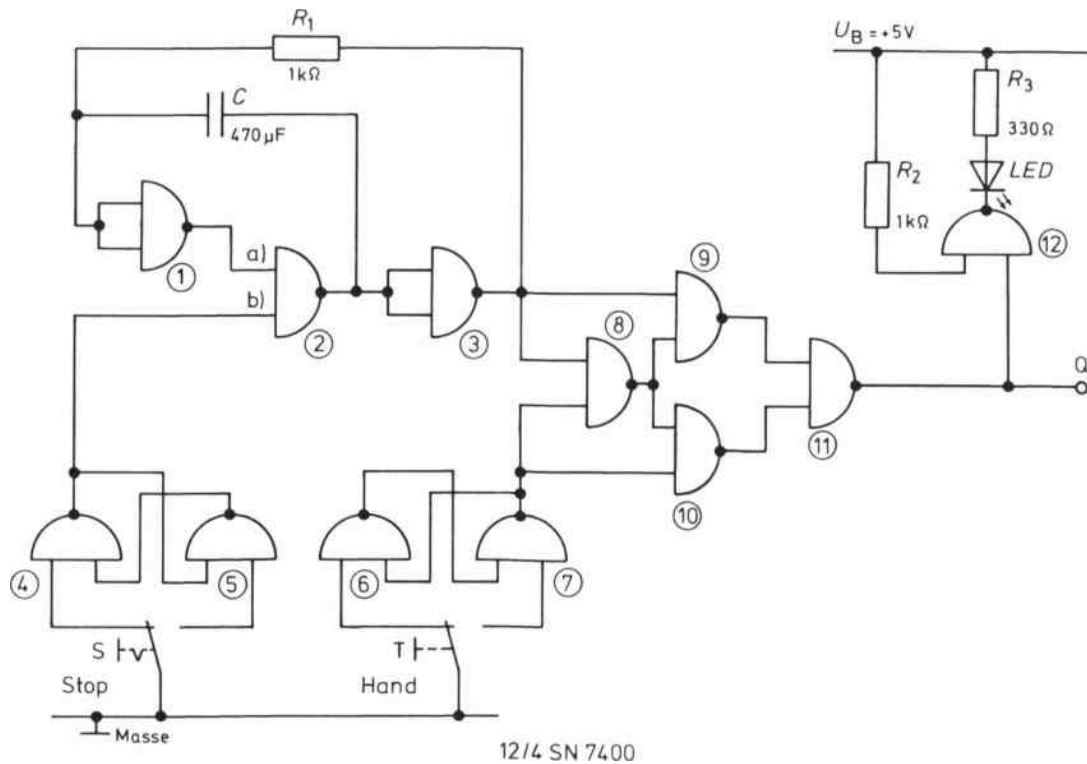 R1
1kΩ
C
470µF
UB = +5V
R3
330Ω
R2
1kΩ
LED
12
1
a)
b)
2
3
9
8
Q
11
10
4
5
6
7
S
T
Stop
Hand
Masse
12/4 SN 7400